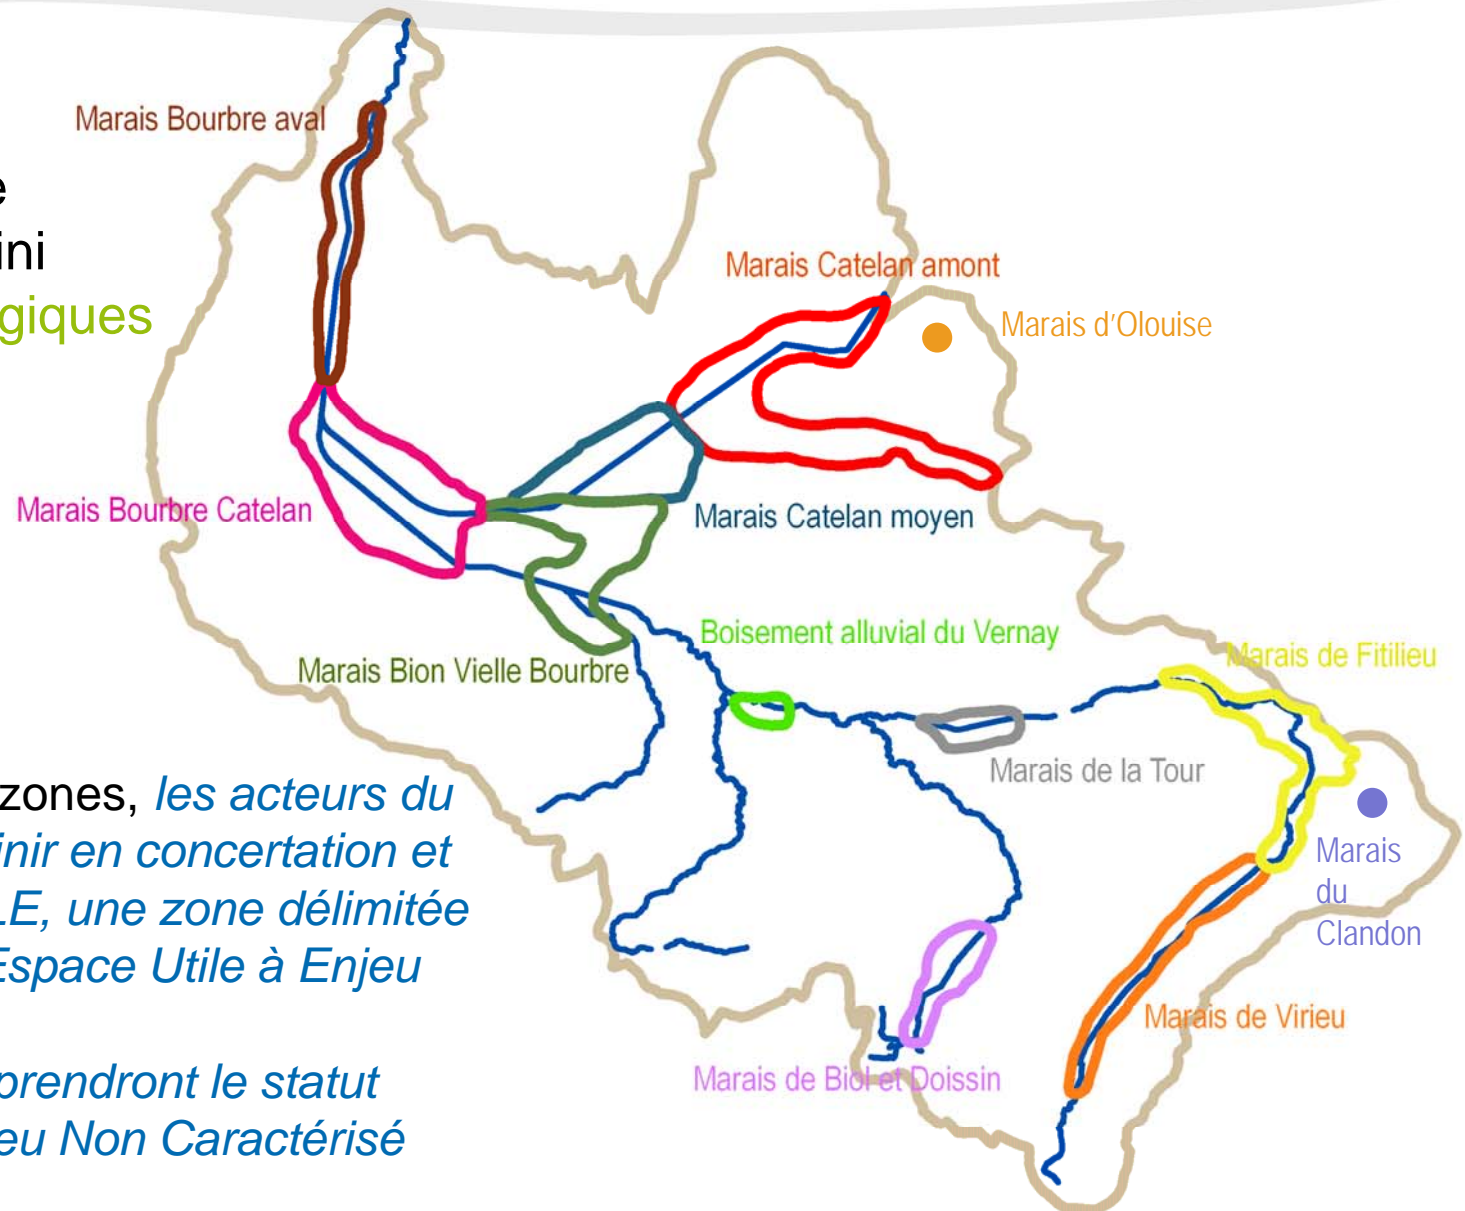 Marais Bourbre aval
ini
giques
Marais Catelan amont
Marais d'Olouise
Marais Bourbre Catelan
Marais Catelan moyen
Boisement alluvial du Vernay
Marais de Fitilieu
Marais Bion Vielle Bourbre
Marais de la Tour
zones, les acteurs du
inir en concertation et
LE, une zone délimitée
Espace Utile à Enjeu
Marais
du
Clandon
Marais de Virieu
prendront le statut
eu Non Caractérisé
Marais de Biol et Doissin